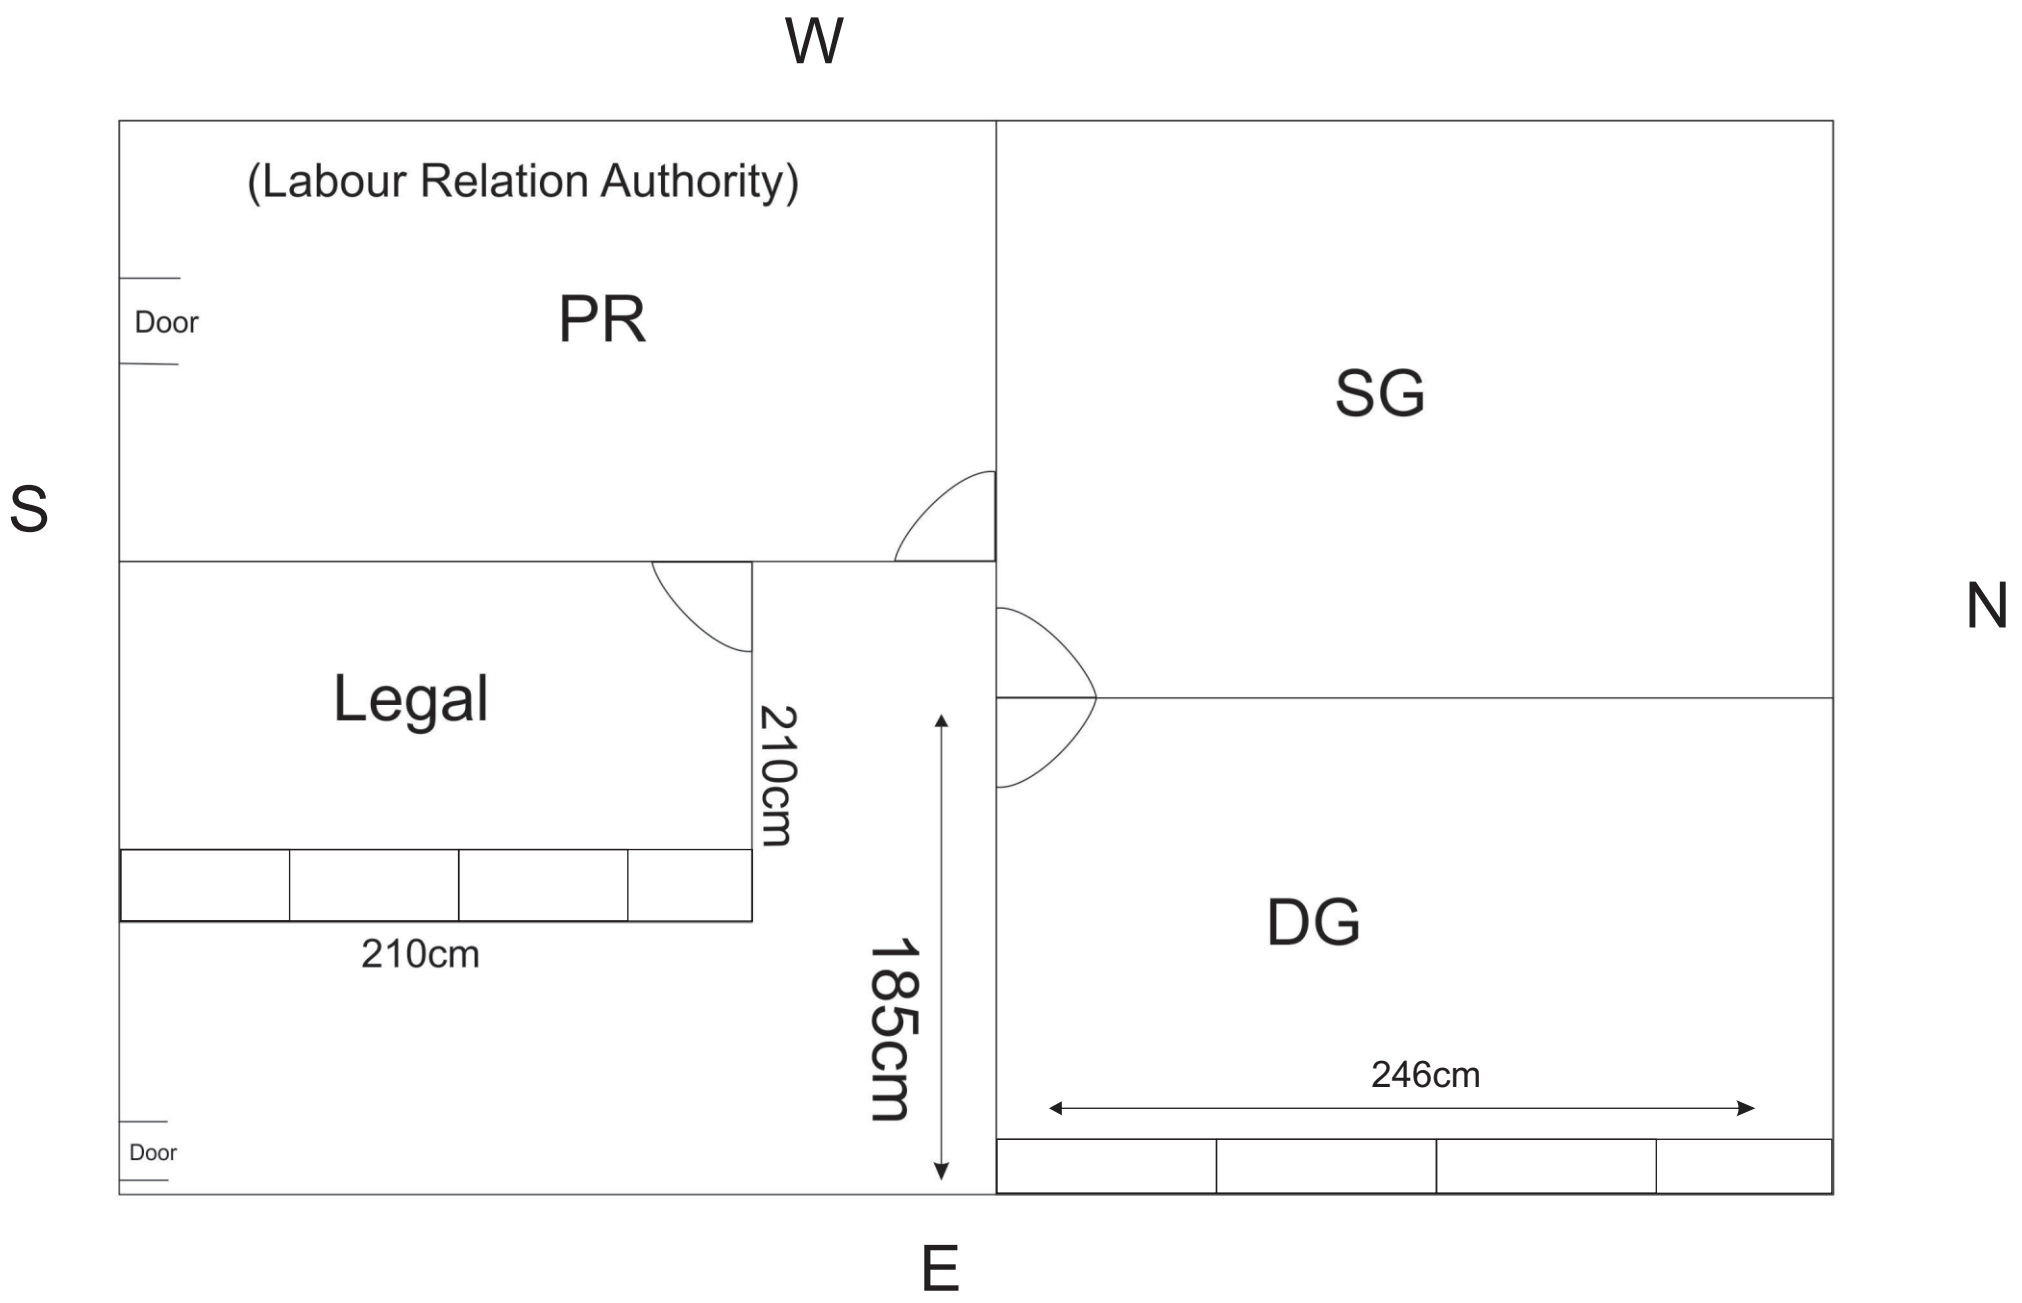 W
(Labour Relation Authority)
Door
PR
SG
S
N
Legal
210cm
210cm
185cm
DG
246cm
Door
E